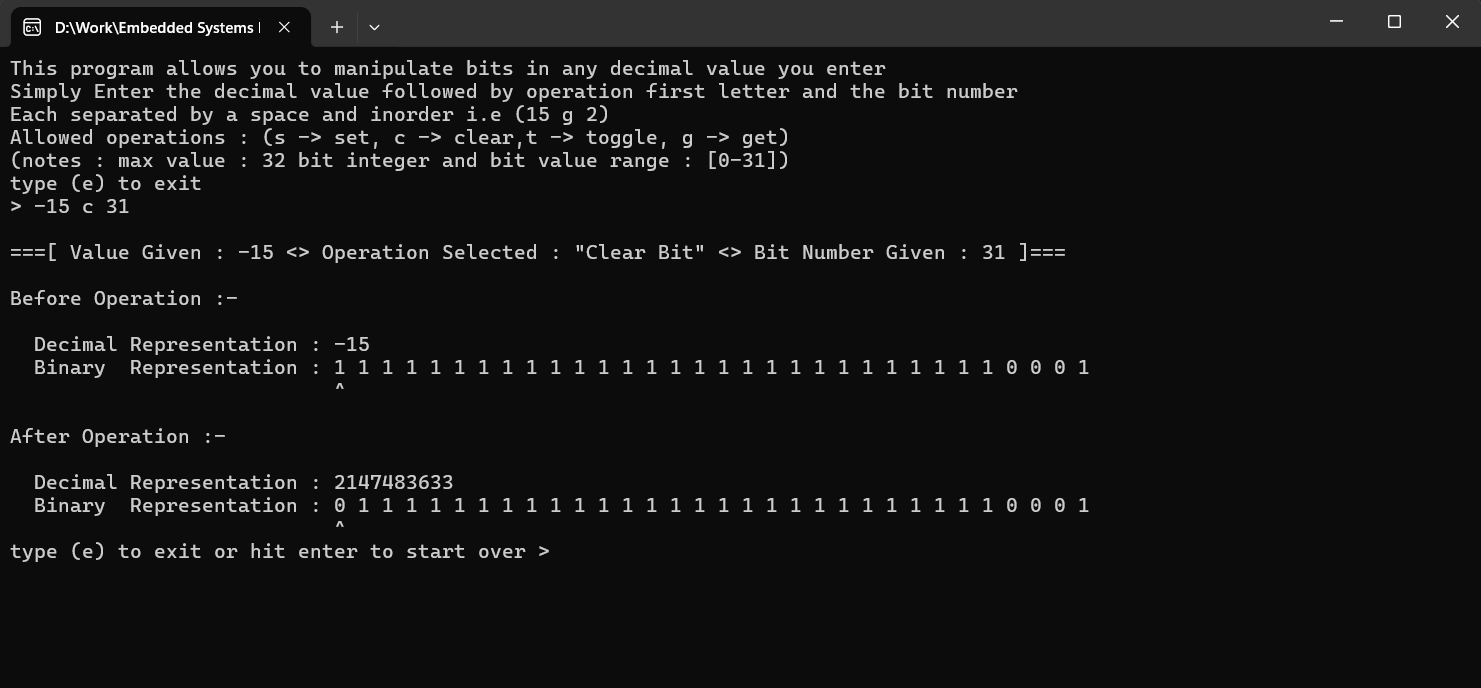 D:\Work\Embedded Systems
This program allows you to manipulate bits in any decimal value you enter
Simply Enter the decimal value followed by operation first letter and the bit number
Each separated by a space and inorder i.e (15 g 2)
Allowed operations : (s -> set, c -> clear,t -> toggle, g -> get)
(notes : max value : 32 bit integer and bit value range : [0-31])
type (e) to exit
> -15 c 31
===[ Value Given : -15 <> Operation Selected : "Clear Bit" <> Bit Number Given : 31 ]===
Before Operation :-
Decimal Representation : -15
Binary  Representation : 1 1 1 1 1 1 1 1 1 1 1 1 1 1 1 1 1 1 1 1 1 1 1 1 1 1 1 1 0 0 0 1
^
After Operation :-
Decimal Representation : 2147483633
Binary  Representation : 0 1 1 1 1 1 1 1 1 1 1 1 1 1 1 1 1 1 1 1 1 1 1 1 1 1 1 1 0 0 0 1
^
type (e) to exit or hit enter to start over >